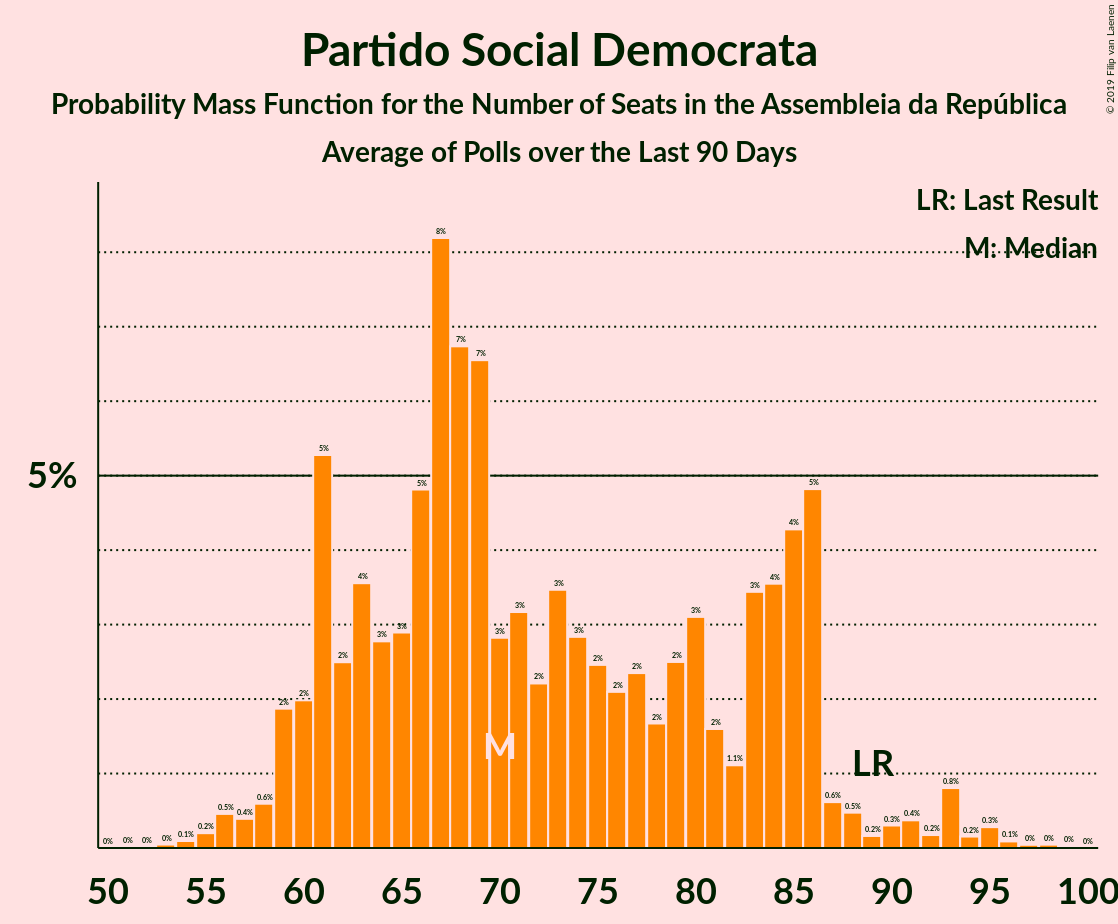 Partido Social Democrata
Probability Mass Function for the Number of Seats in the Assembleia da República
Average of Polls over the Last 90 Days
© 2019 Filip van Laenen
LR: Last Result
M: Median
5%
0% 0% 0% 0% 0.1% 0.2% 0.5% 0.4% 0.6% 2% 2% 5% 2% 4% 3% 3% 5% 8% 7% 7% 3% 3% 2% 3% 3% 2% 2% 2% 2% 2% 3% 2% 1.1% 3% 4% 4% 5% 0.6% 0.5% 0.2% 0.3% 0.4% 0.2% 0.8% 0.2% 0.3% 0.1% 0% 0% 0% 0%
M
LR
50 55 60 65 70 75 80 85 90 95 100